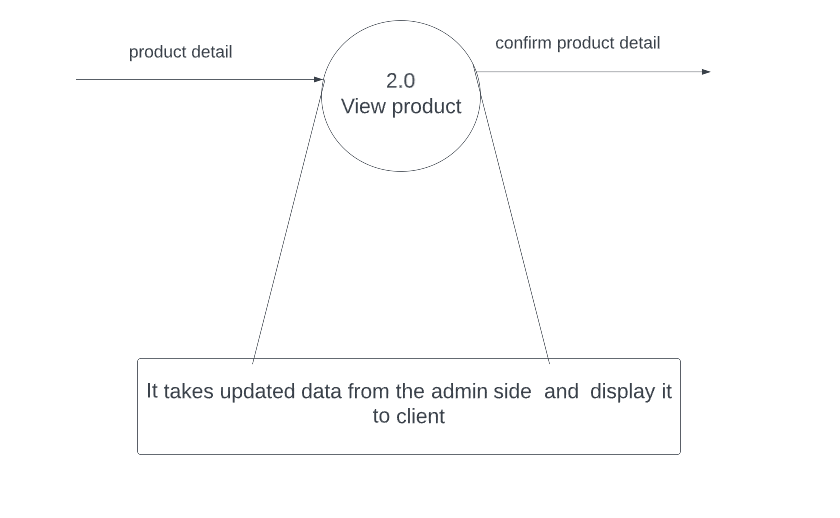 product detail
confirm product detail
2.0
View product
It takes updated data from the admin side and display it
to client